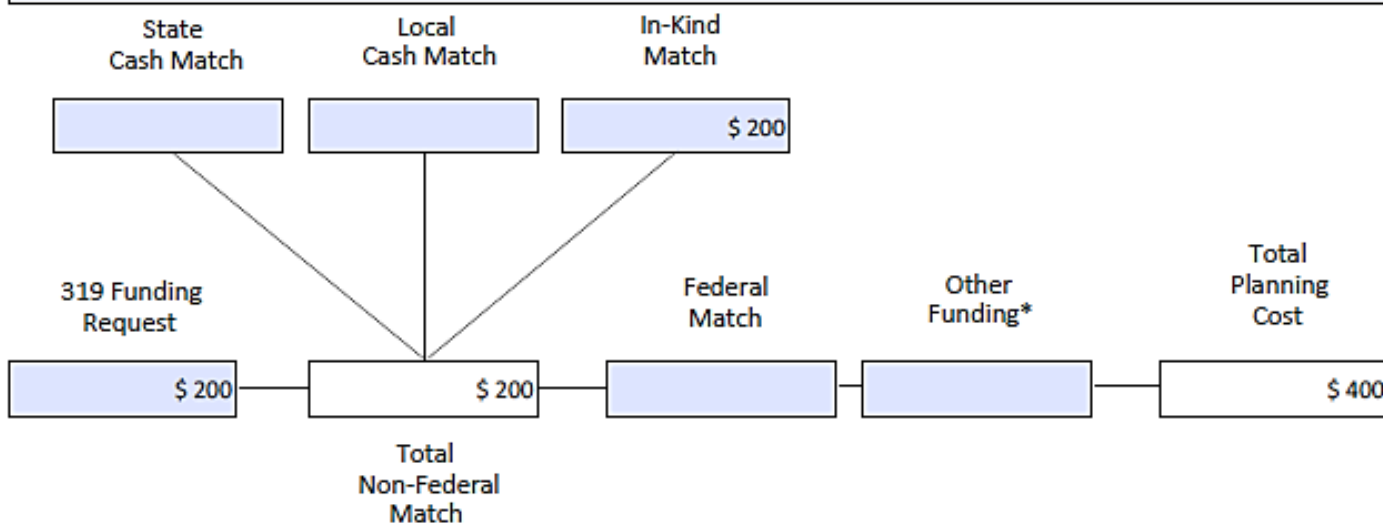 State
Cash Match
Local
Cash Match
In-Kind
Match
$ 200
319 Funding
Request
Federal
Match
Other
Funding*
Total
Planning
Cost
$ 200
$ 200
$ 400
Total
Non-Federal
Match